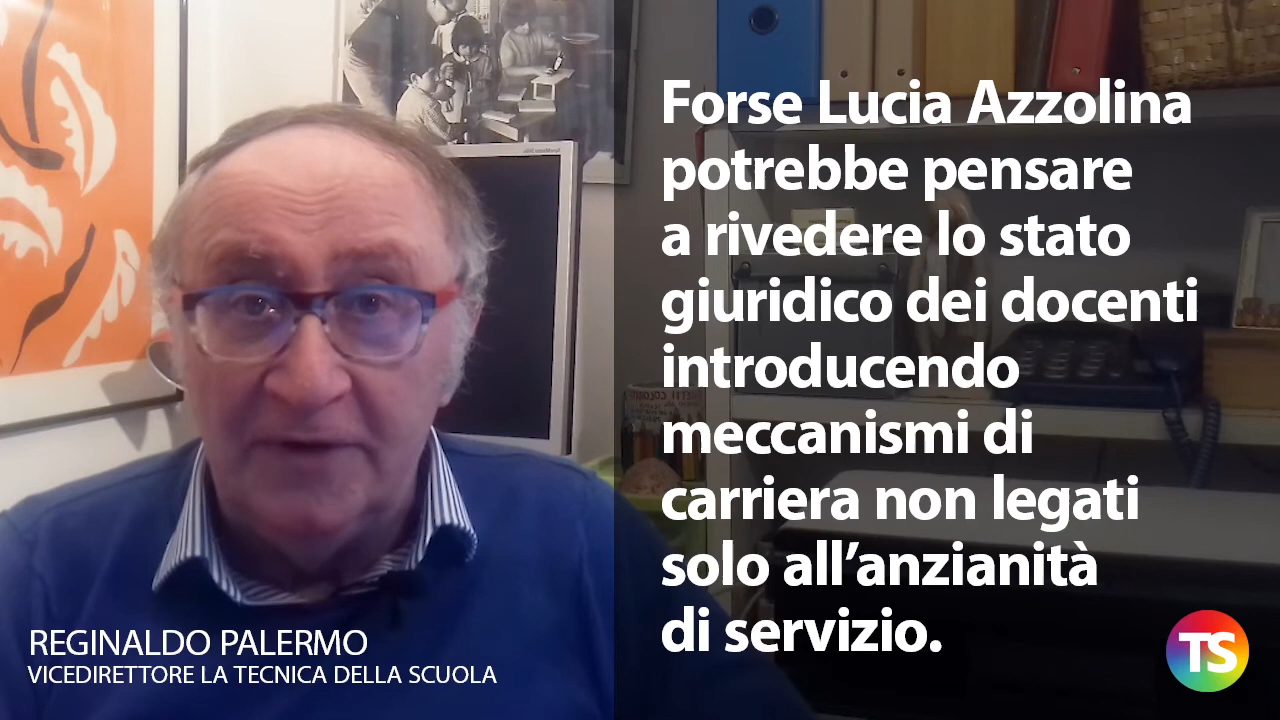 Forse Lucia Azzolina
potrebbe pensare
a rivedere lo stato
giuridico dei docenti
introducendo
meccanismi di
carriera non legati
solo all’anzianità
di servizio.
REGINALDO PALERMO
VICEDIRETTORE LA TECNICA DELLA SCUOLA
TS